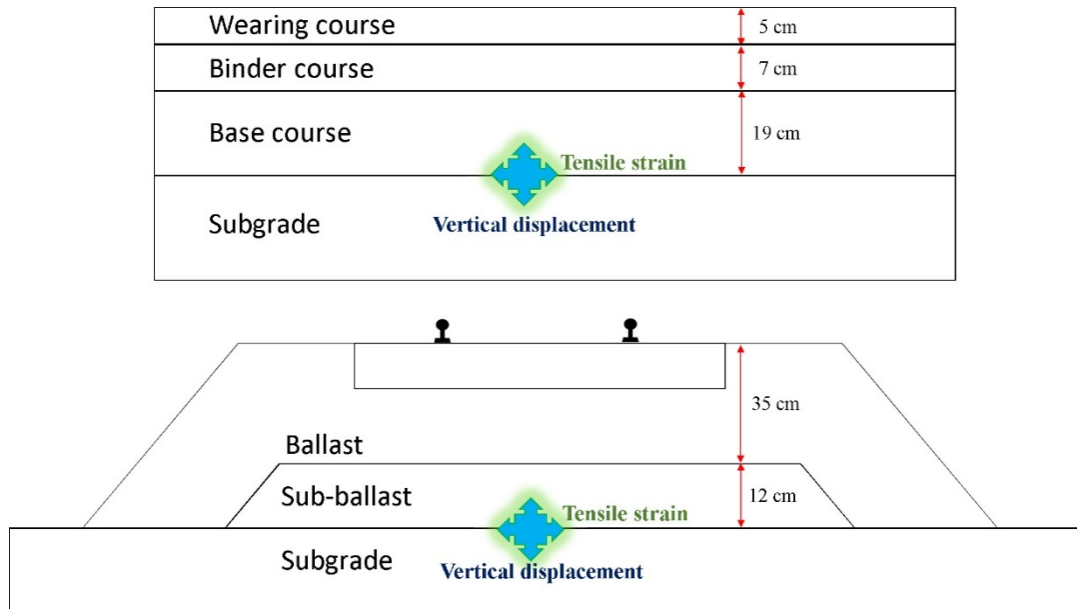 Wearing course
5 cm
Binder course
7 cm
Base course
19 cm
Tensile strain
Subgrade
Vertical displacement
35 cm
Ballast
Sub-ballast
12 cm
Tensile strain
Subgrade
Vertical displacement